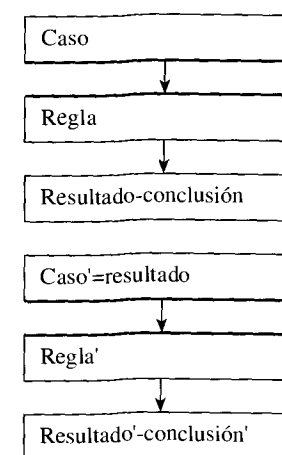 Caso
Regla
Resultado-conclusión
Caso'=resultado
Regla'
Resultado'-conclusión'